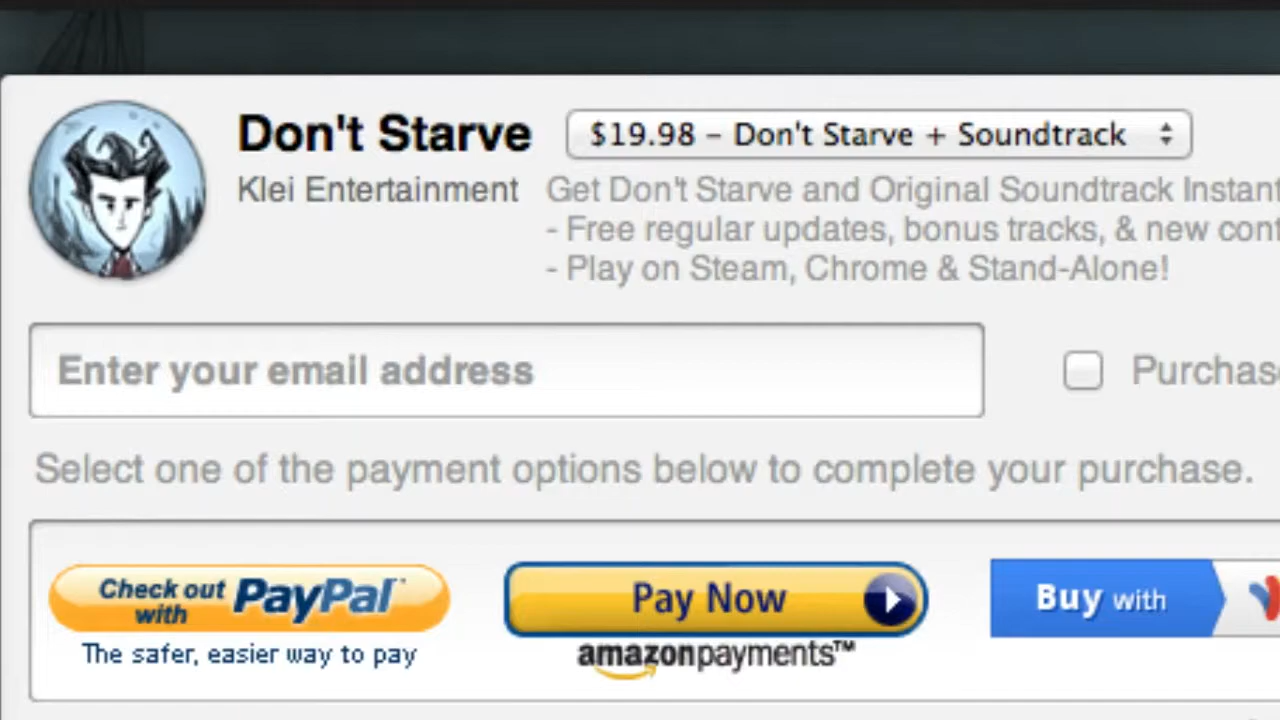 Don't Starve
$19.98 – Don't Starve + Soundtrack
Klei Entertainment
Get Don't Starve and Original Soundtrack
- Free regular updates, bonus tracks, & new
- Play on Steam, Chrome & Stand-Alone!
Enter your email address
Select one of the payment options below to complete your purchase.
Check out with PayPal™
The safer, easier way to pay
Pay Now
amazonpayments™
Buy with